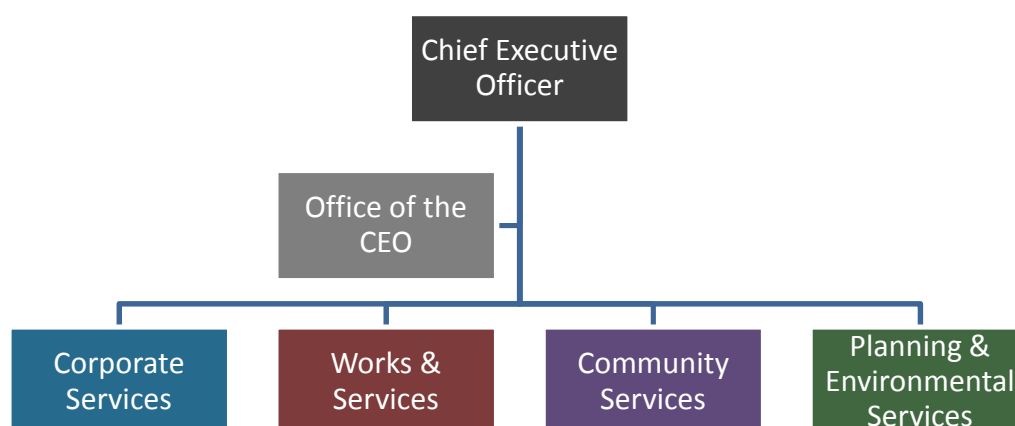 Chief Executive
Officer
Office of the
CEO
Corporate
Services
Works &
Services
Community
Services
Planning &
Environmental
Services